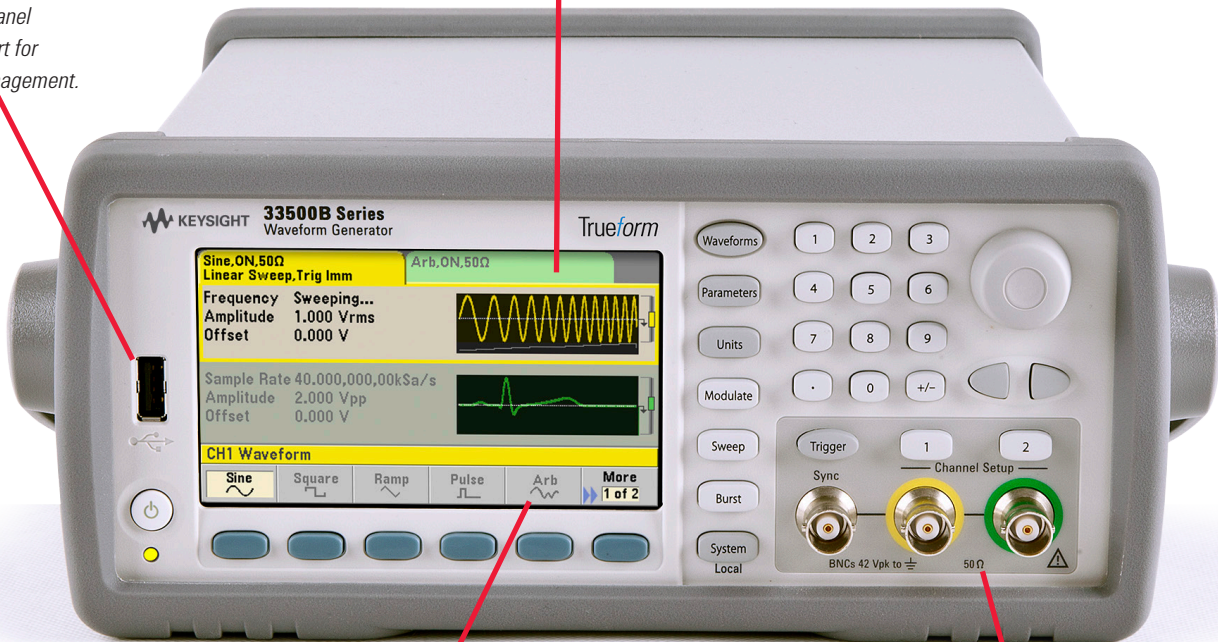 anel
rt for
agement.
KEYSIGHT 33500B Series
Waveform Generator
Trueform
Sine,ON,50Ω
Linear Sweep,Trig Imm
Arb,ON,50Ω
Frequency Sweeping...
Amplitude 1.000 Vrms
Offset 0.000 V
Sample Rate 40.000,000,00kSa/s
Amplitude 2.000 Vpp
Offset 0.000 V
CH1 Waveform
Sine
Square
Ramp
Pulse
Arb
More
1 of 2
Waveforms
Parameters
Units
Modulate
Sweep
Burst
System
Local
1 2 3
4 5 6
7 8 9
. 0 +/−
Trigger
1
2
Channel Setup
Sync
BNCs 42 Vpk to
50 Ω